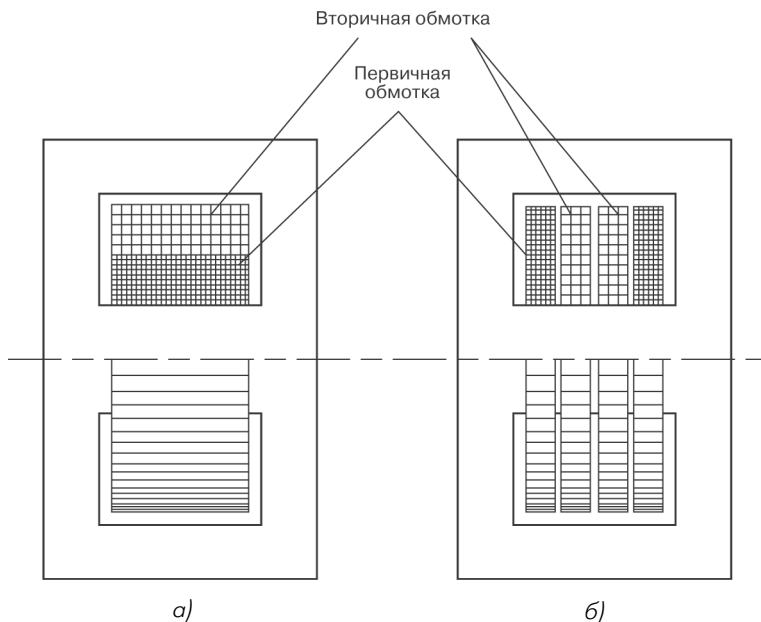 Вторичная обмотка
Первичная
обмотка
а)
б)